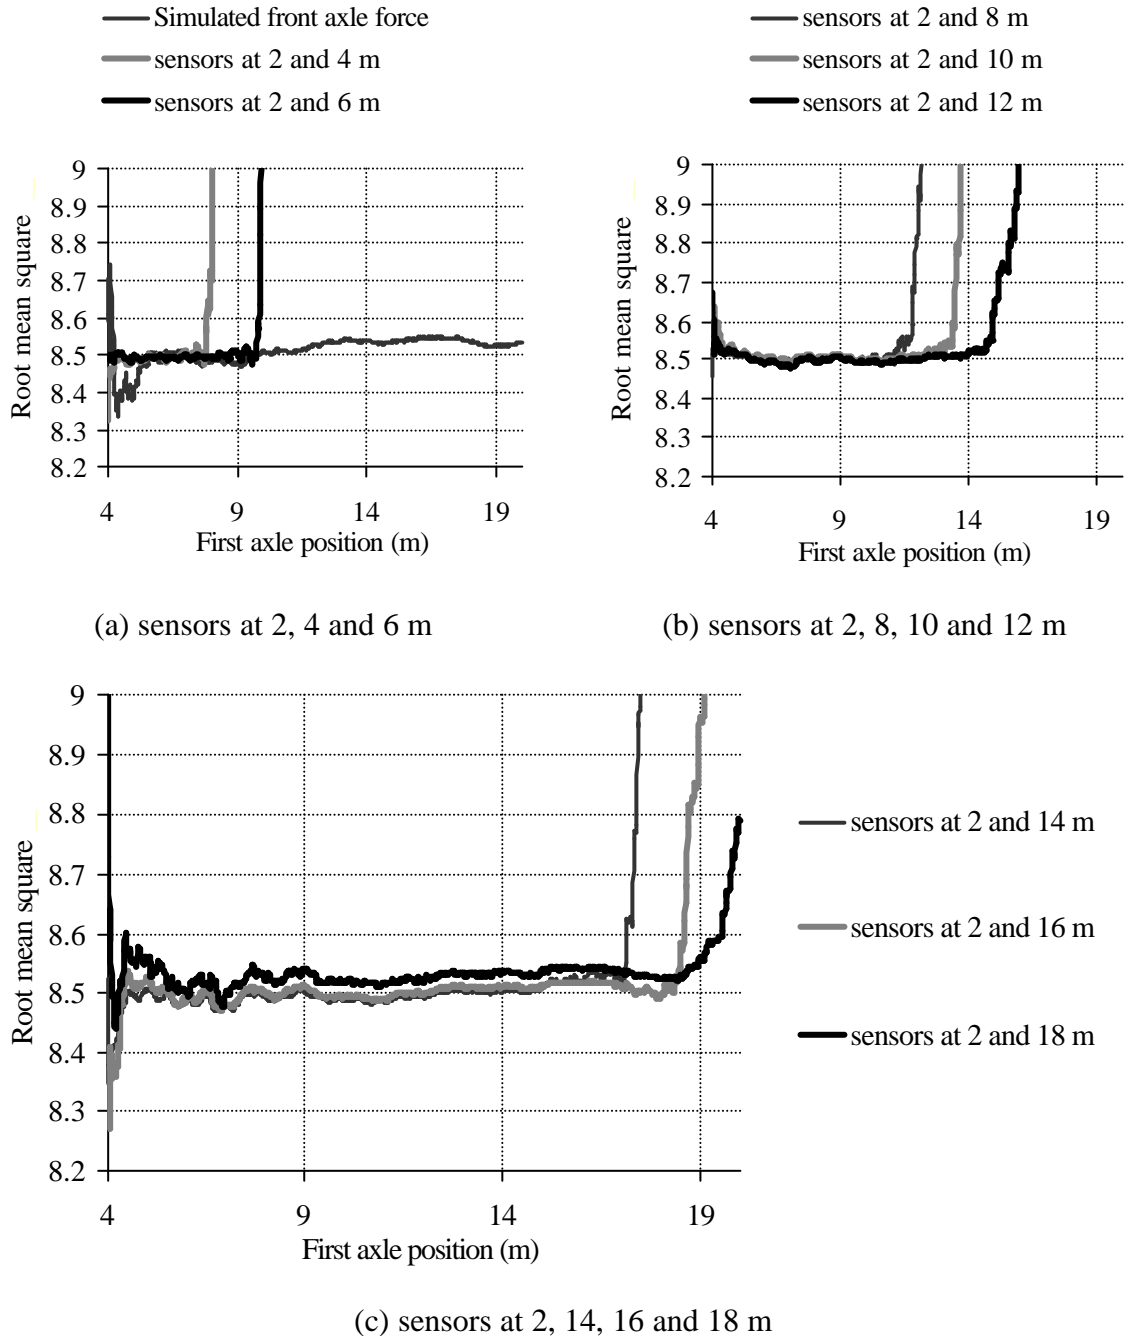 Simulated front axle force
sensors at 2 and 4 m
sensors at 2 and 6 m
9
8.9
8.8
8.7
8.6
8.5
8.4
8.3
8.2
Root mean square
4 9 14 19
First axle position (m)
(a) sensors at 2, 4 and 6 m
sensors at 2 and 8 m
sensors at 2 and 10 m
sensors at 2 and 12 m
9
8.9
8.8
8.7
8.6
8.5
8.4
8.3
8.2
Root mean square
4 9 14 19
First axle position (m)
(b) sensors at 2, 8, 10 and 12 m
9
8.9
8.8
8.7
8.6
8.5
8.4
8.3
8.2
Root mean square
4 9 14 19
First axle position (m)
sensors at 2 and 14 m
sensors at 2 and 16 m
sensors at 2 and 18 m
(c) sensors at 2, 14, 16 and 18 m